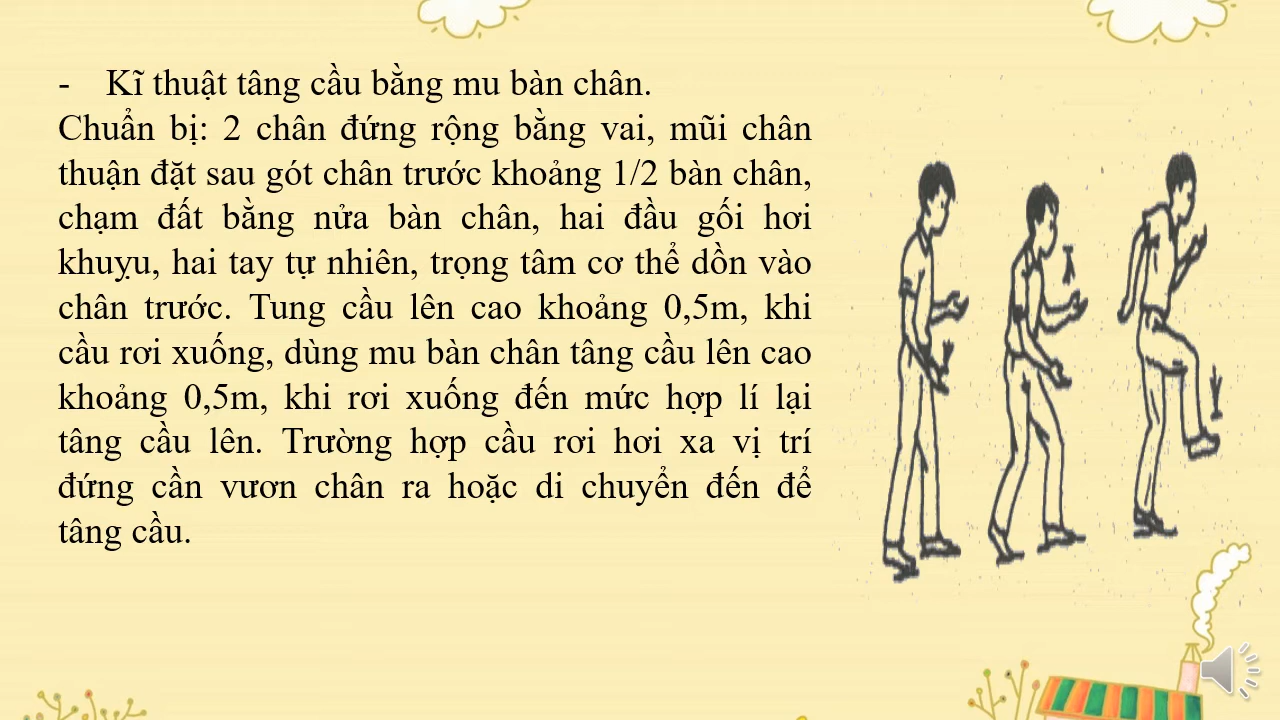 - Kĩ thuật tâng cầu bằng mu bàn chân.
Chuẩn bị: 2 chân đứng rộng bằng vai, mũi chân
thuận đặt sau gót chân trước khoảng 1/2 bàn chân,
chạm đất bằng nửa bàn chân, hai đầu gối hơi
khuỵu, hai tay tự nhiên, trọng tâm cơ thể dồn vào
chân trước. Tung cầu lên cao khoảng 0,5m, khi
cầu rơi xuống, dùng mu bàn chân tâng cầu lên cao
khoảng 0,5m, khi rơi xuống đến mức hợp lí lại
tâng cầu lên. Trường hợp cầu rơi hơi xa vị trí
đứng cần vươn chân ra hoặc di chuyển đến để
tâng cầu.